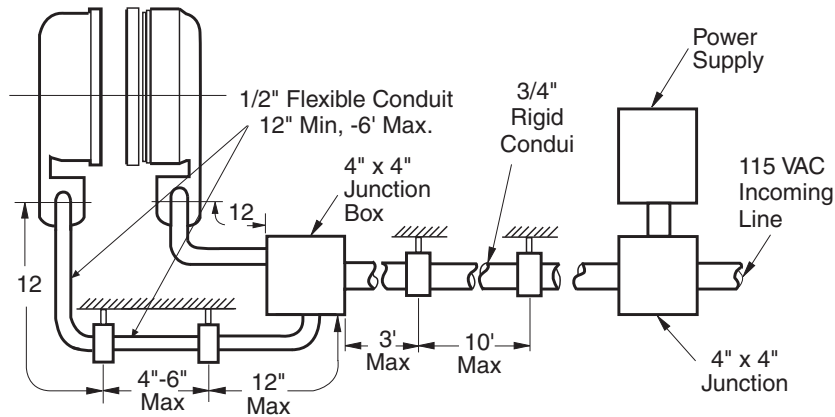 Power
Supply
1/2" Flexible Conduit
12" Min, -6' Max.
3/4"
Rigid
Condui
4" x 4"
Junction
Box
115 VAC
Incoming
Line
12
12
3'
Max
10'
Max
4"-6"
Max
12"
Max
4" x 4"
Junction